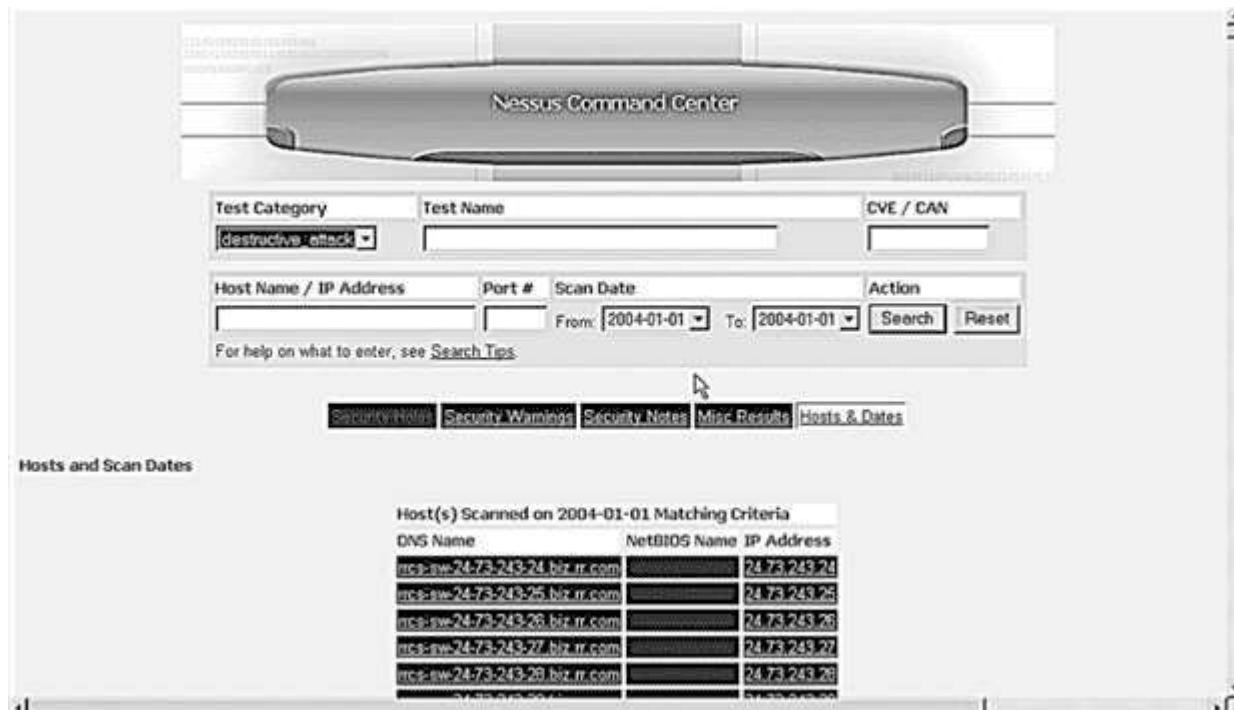 Nessus Command Center
Test Category Test Name CVE / CAN
destructive_attack
Host Name / IP Address Port # Scan Date Action
From: 2004-01-01 To: 2004-01-01 Search Reset
For help on what to enter, see Search Tips.
Security Holes Security Warnings Security Notes Misc Results Hosts & Dates
Hosts and Scan Dates
Host(s) Scanned on 2004-01-01 Matching Criteria
DNS Name NetBIOS Name IP Address
rrcs-sw-24-73-243-24.biz.rr.com 24.73.243.24
rrcs-sw-24-73-243-25.biz.rr.com 24.73.243.25
rrcs-sw-24-73-243-26.biz.rr.com 24.73.243.26
rrcs-sw-24-73-243-27.biz.rr.com 24.73.243.27
rrcs-sw-24-73-243-28.biz.rr.com 24.73.243.28